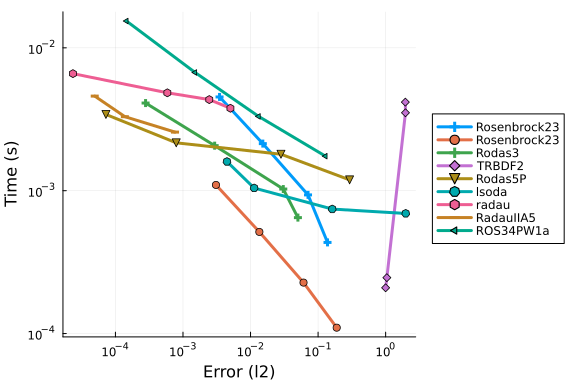 Time (s)
10⁻²
10⁻³
10⁻⁴
10⁻⁴
10⁻³
10⁻²
10⁻¹
10⁰
Error (l2)
Rosenbrock23
Rosenbrock23
Rodas3
TRBDF2
Rodas5P
lsoda
radau
RadauIIA5
ROS34PW1a